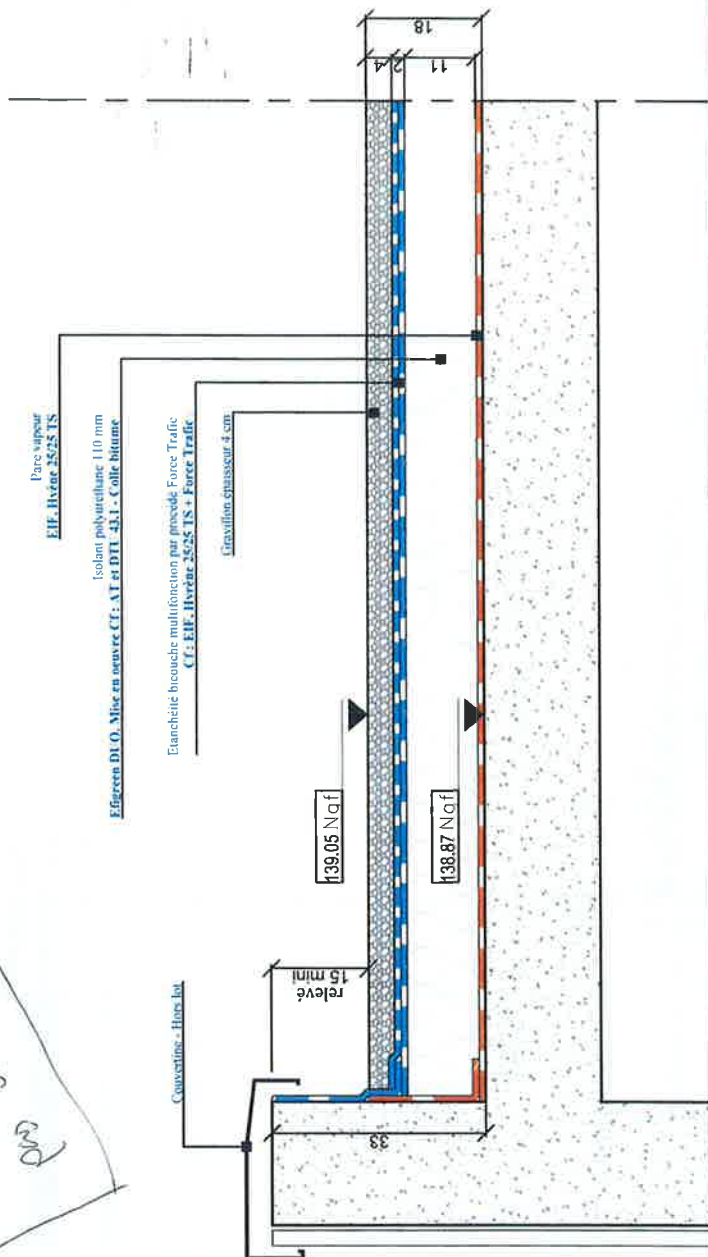 Pare vapeur
EIF. Hyrène 25/25 TS
Isolant polyuréthane 110 mm
Efigreen DUO. Mise en oeuvre Cf : AT et DTU 43.1 - Colle bitume
Etanchéité bicouche multifonction par procédé Force Trafic
Cf : EIF. Hyrène 25/25 TS + Force Trafic
Gravillon épaisseur 4 cm
Couvertine - Hors lot
relevé
15 mini
139.05 Ngf
138.87 Ngf
33
4
2
11
18